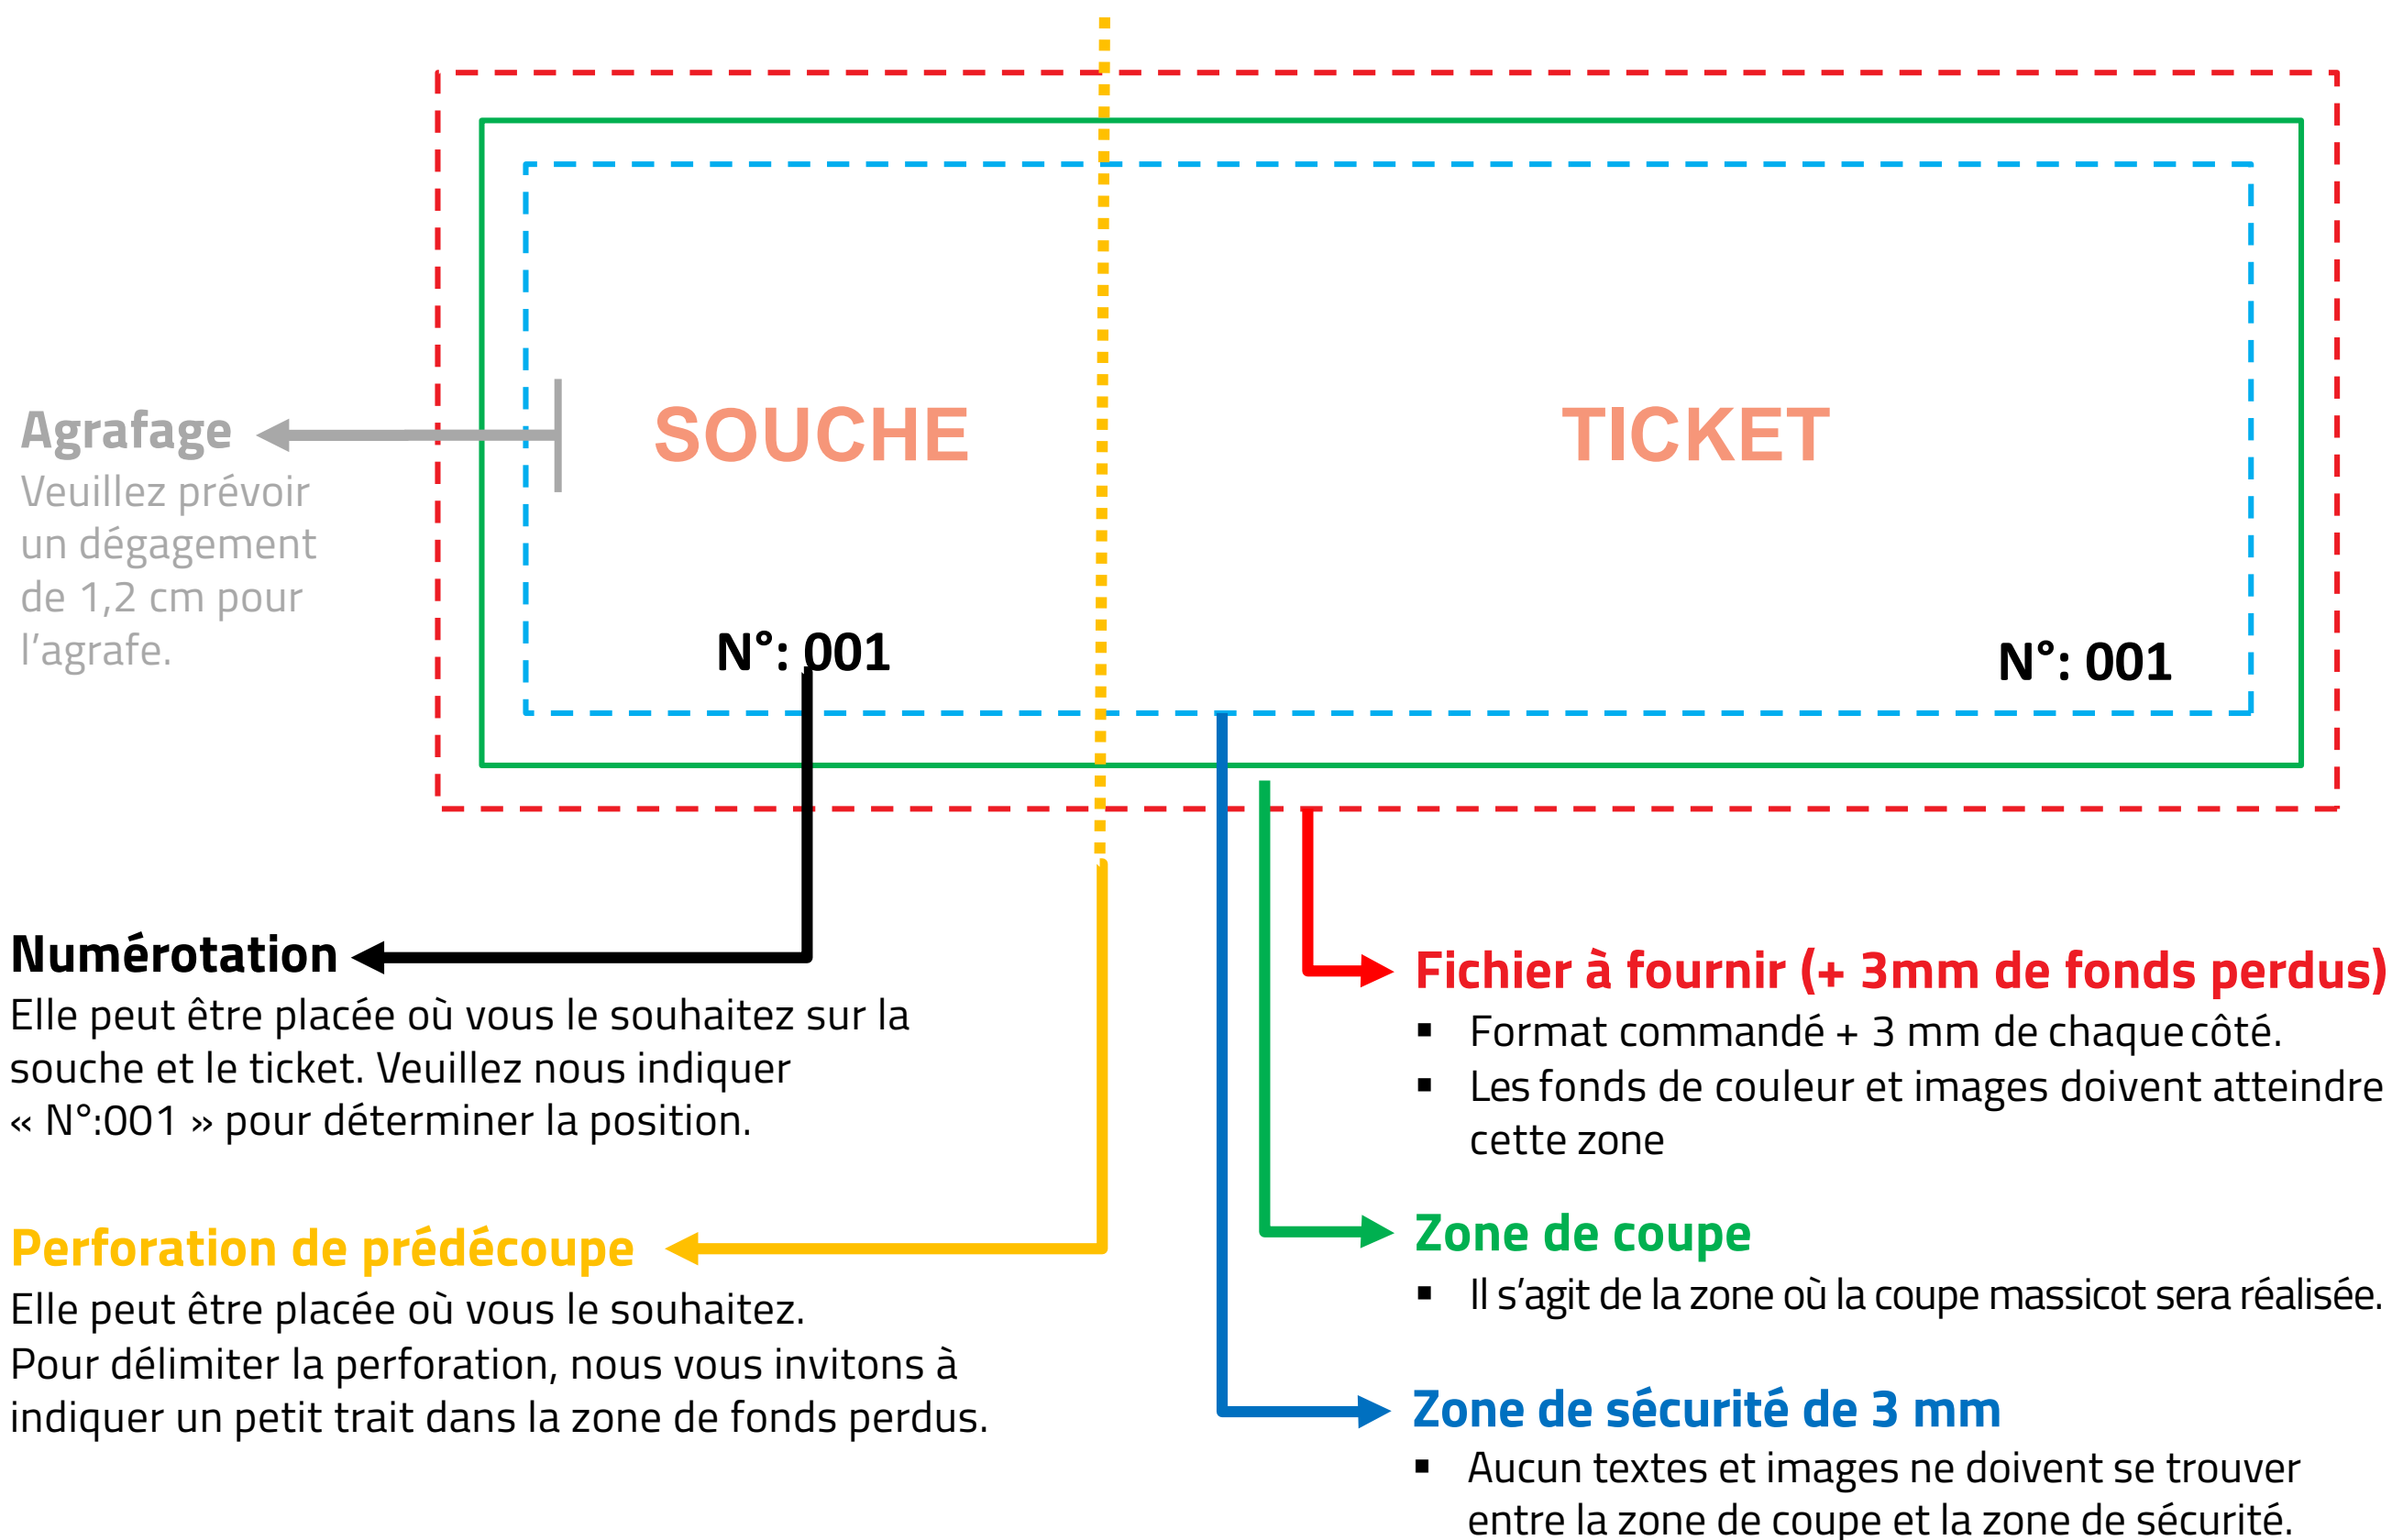 SOUCHE
TICKET
Agrafage
Veuillez prévoir
un dégagement
de 1,2 cm pour
l’agrafe.
N°: 001
N°: 001
Numérotation
Elle peut être placée où vous le souhaitez sur la
souche et le ticket. Veuillez nous indiquer
« N°:001 » pour déterminer la position.
Perforation de prédécoupe
Elle peut être placée où vous le souhaitez.
Pour délimiter la perforation, nous vous invitons à
indiquer un petit trait dans la zone de fonds perdus.
Fichier à fournir (+ 3mm de fonds perdus)
▪ Format commandé + 3 mm de chaque côté.
▪ Les fonds de couleur et images doivent atteindre
cette zone
Zone de coupe
▪ Il s’agit de la zone où la coupe massicot sera réalisée.
Zone de sécurité de 3 mm
▪ Aucun textes et images ne doivent se trouver
entre la zone de coupe et la zone de sécurité.